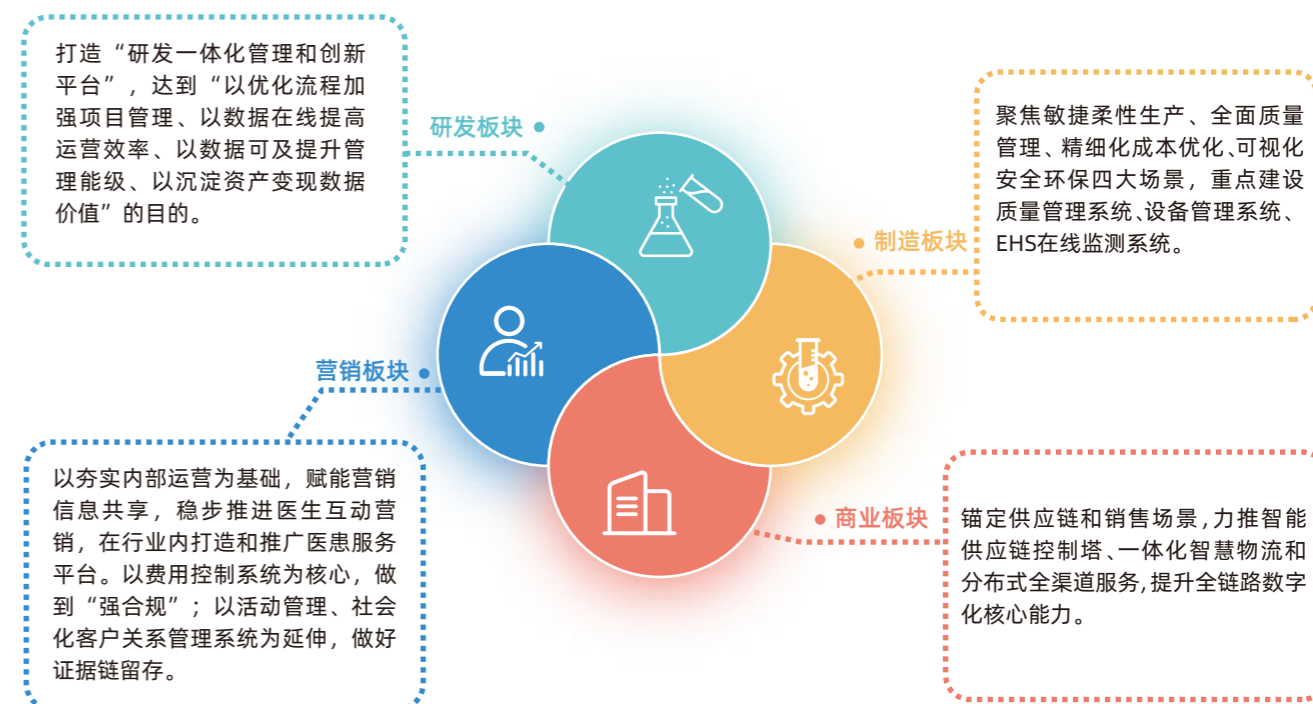 研发板块
打造“研发一体化管理和创新
平台”，达到“以优化流程加
强项目管理、以数据在线提高
运营效率、以数据可及提升管
理能级、以沉淀资产变现数据
价值”的目的。
制造板块
聚焦敏捷柔性生产、全面质量
管理、精细化成本优化、可视化
安全环保四大场景，重点建设
质量管理系统、设备管理系统、
EHS在线监测系统。
营销板块
以夯实内部运营为基础，赋能营销
信息共享，稳步推进医生互动营
销，在行业内打造和推广医患服务
平台。以费用控制系统为核心，做
到“强合规”；以活动管理、社会
化客户关系管理系统为延伸，做好
证据链留存。
商业板块
锚定供应链和销售场景，力推智能
供应链控制塔、一体化智慧物流和
分布式全渠道服务，提升全链路数字
化核心能力。